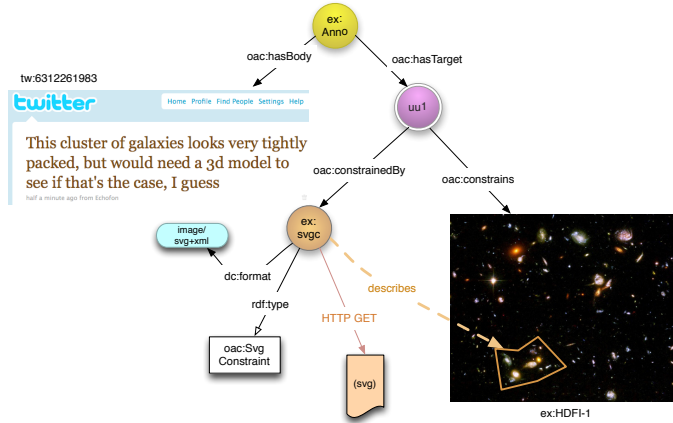 ex:
Anno
oac:hasBody
oac:hasTarget
tw:6312261983
twitter
Home Profile Find People Settings Help
uu1
This cluster of galaxies looks very tightly
packed, but would need a 3d model to
see if that's the case, I guess
half a minute ago from Echofon
oac:constrainedBy
oac:constrains
ex:
svgc
image/
svg+xml
dc:format
describes
rdf:type
HTTP GET
oac:Svg
Constraint
(svg)
ex:HDFI-1